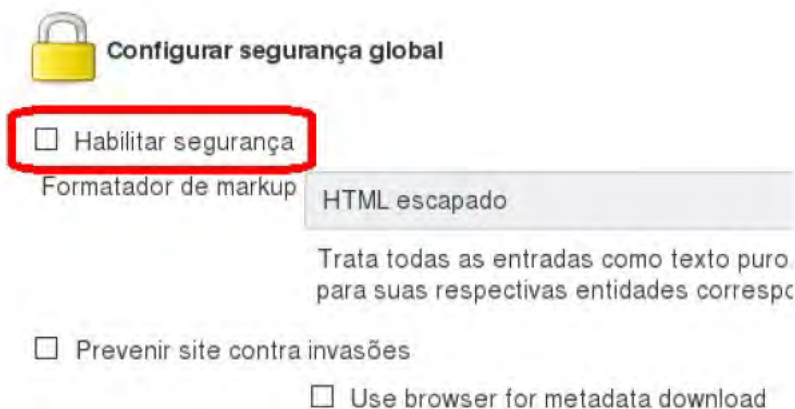 Configurar segurança global
Habilitar segurança
Formatador de markup
HTML escapado
Trata todas as entradas como texto puro
para suas respectivas entidades
Prevenir site contra invasões
Use browser for metadata download